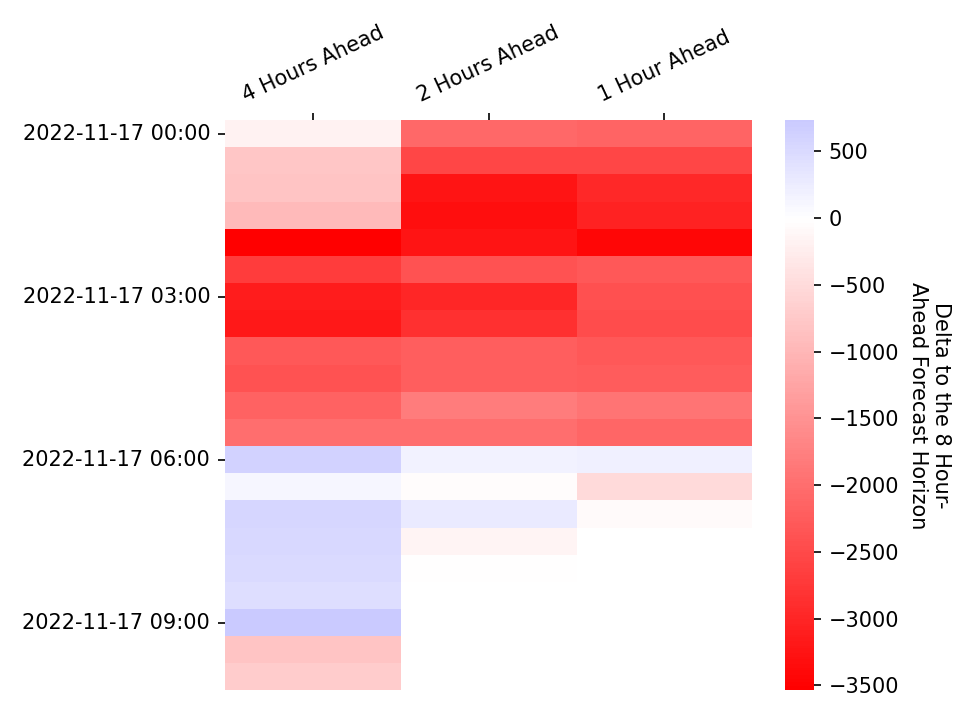 4 Hours Ahead
2 Hours Ahead
1 Hour Ahead
2022-11-17 00:00
2022-11-17 03:00
2022-11-17 06:00
2022-11-17 09:00
500
0
−500
−1000
−1500
−2000
−2500
−3000
−3500
Delta to the 8 Hour-
Ahead Forecast Horizon